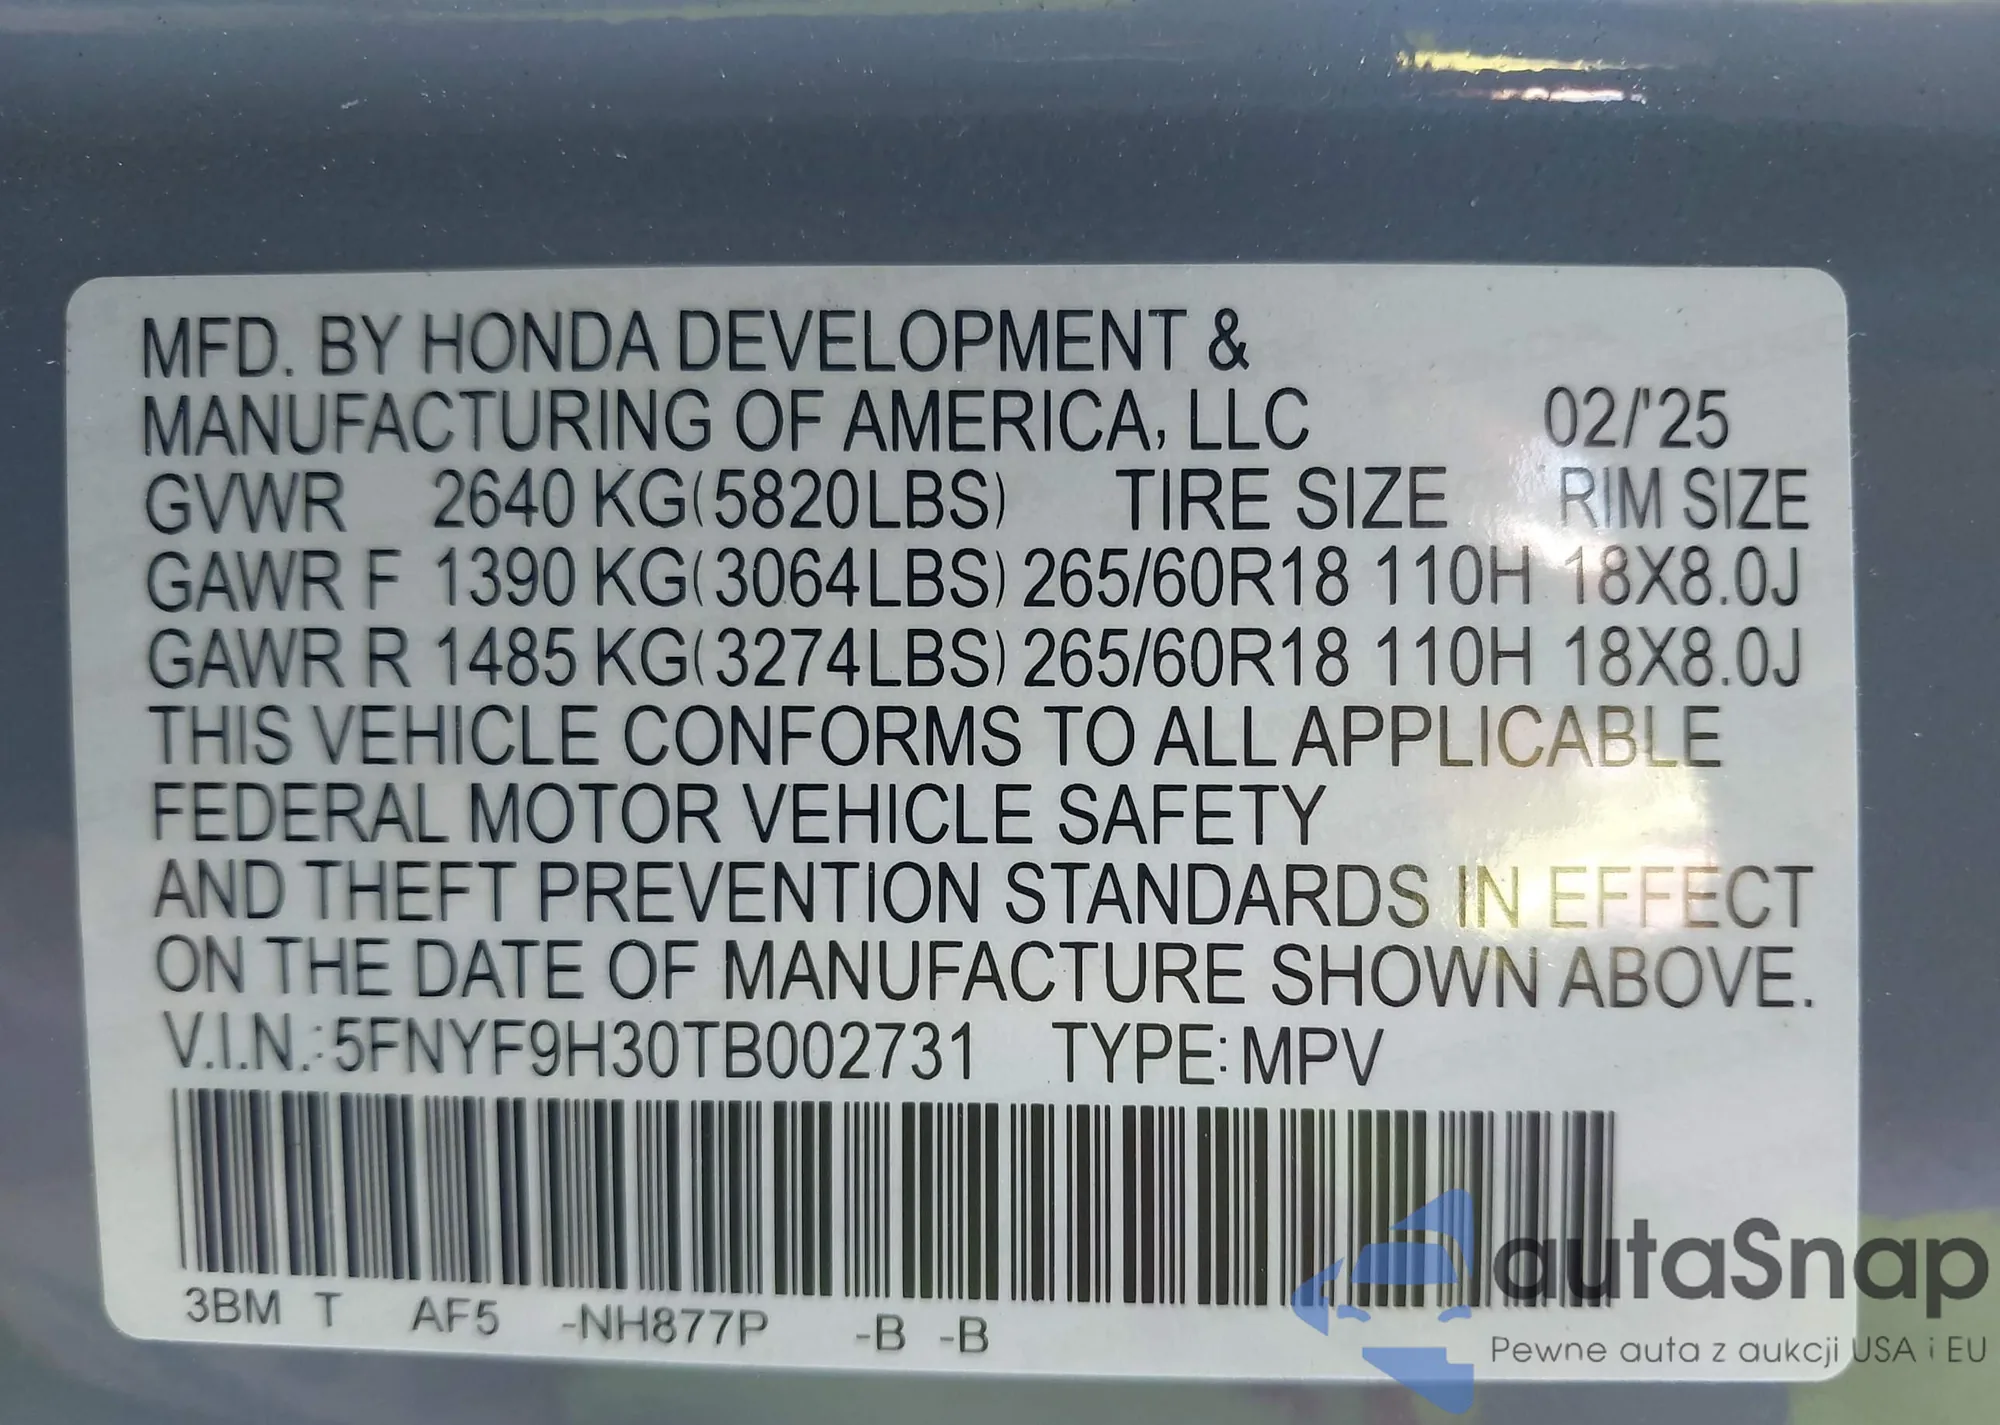 MFD. BY HONDA DEVELOPMENT &
MANUFACTURING OF AMERICA, LLC 02/'25
GVWR 2640 KG(5820LBS) TIRE SIZE RIM SIZE
GAWR F 1390 KG(3064LBS) 265/60R18 110H 18X8.0J
GAWR R 1485 KG(3274LBS) 265/60R18 110H 18X8.0J
THIS VEHICLE CONFORMS TO ALL APPLICABLE
FEDERAL MOTOR VEHICLE SAFETY
AND THEFT PREVENTION STANDARDS IN EFFECT
ON THE DATE OF MANUFACTURE SHOWN ABOVE.
V.I.N.:5FNYF9H30TB002731 TYPE:MPV
3BM T AF5 -NH877P -B -B
autaSnap
Pewne auta z aukcji USA i EU